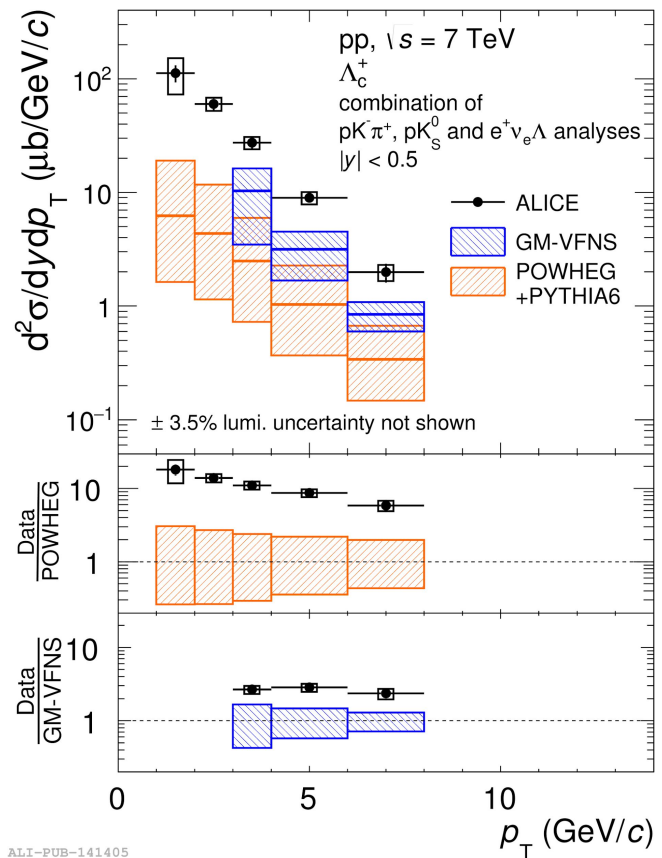 pp, √s = 7 TeV
Λc+
combination of
pK-π+, pK0S and e+νeΛ analyses
|y| < 0.5
ALICE
GM-VFNS
POWHEG
+PYTHIA6
d²σ/dydpT (μb/GeV/c)
10²
10
1
10⁻¹
± 3.5% lumi. uncertainty not shown
Data
POWHEG
10
1
Data
GM-VFNS
10
1
0 5 10
pT (GeV/c)
ALI-PUB-141405